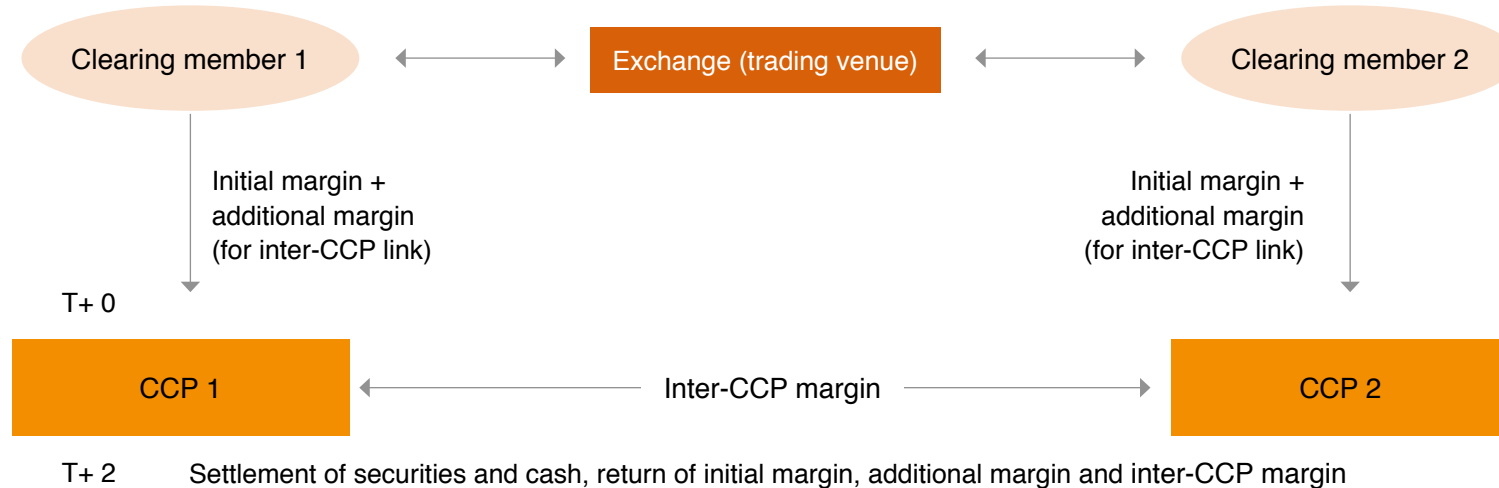 Clearing member 1
Exchange (trading venue)
Clearing member 2
Initial margin +
additional margin
(for inter-CCP link)
Initial margin +
additional margin
(for inter-CCP link)
T+ 0
CCP 1
Inter-CCP margin
CCP 2
T+ 2 Settlement of securities and cash, return of initial margin, additional margin and inter-CCP margin